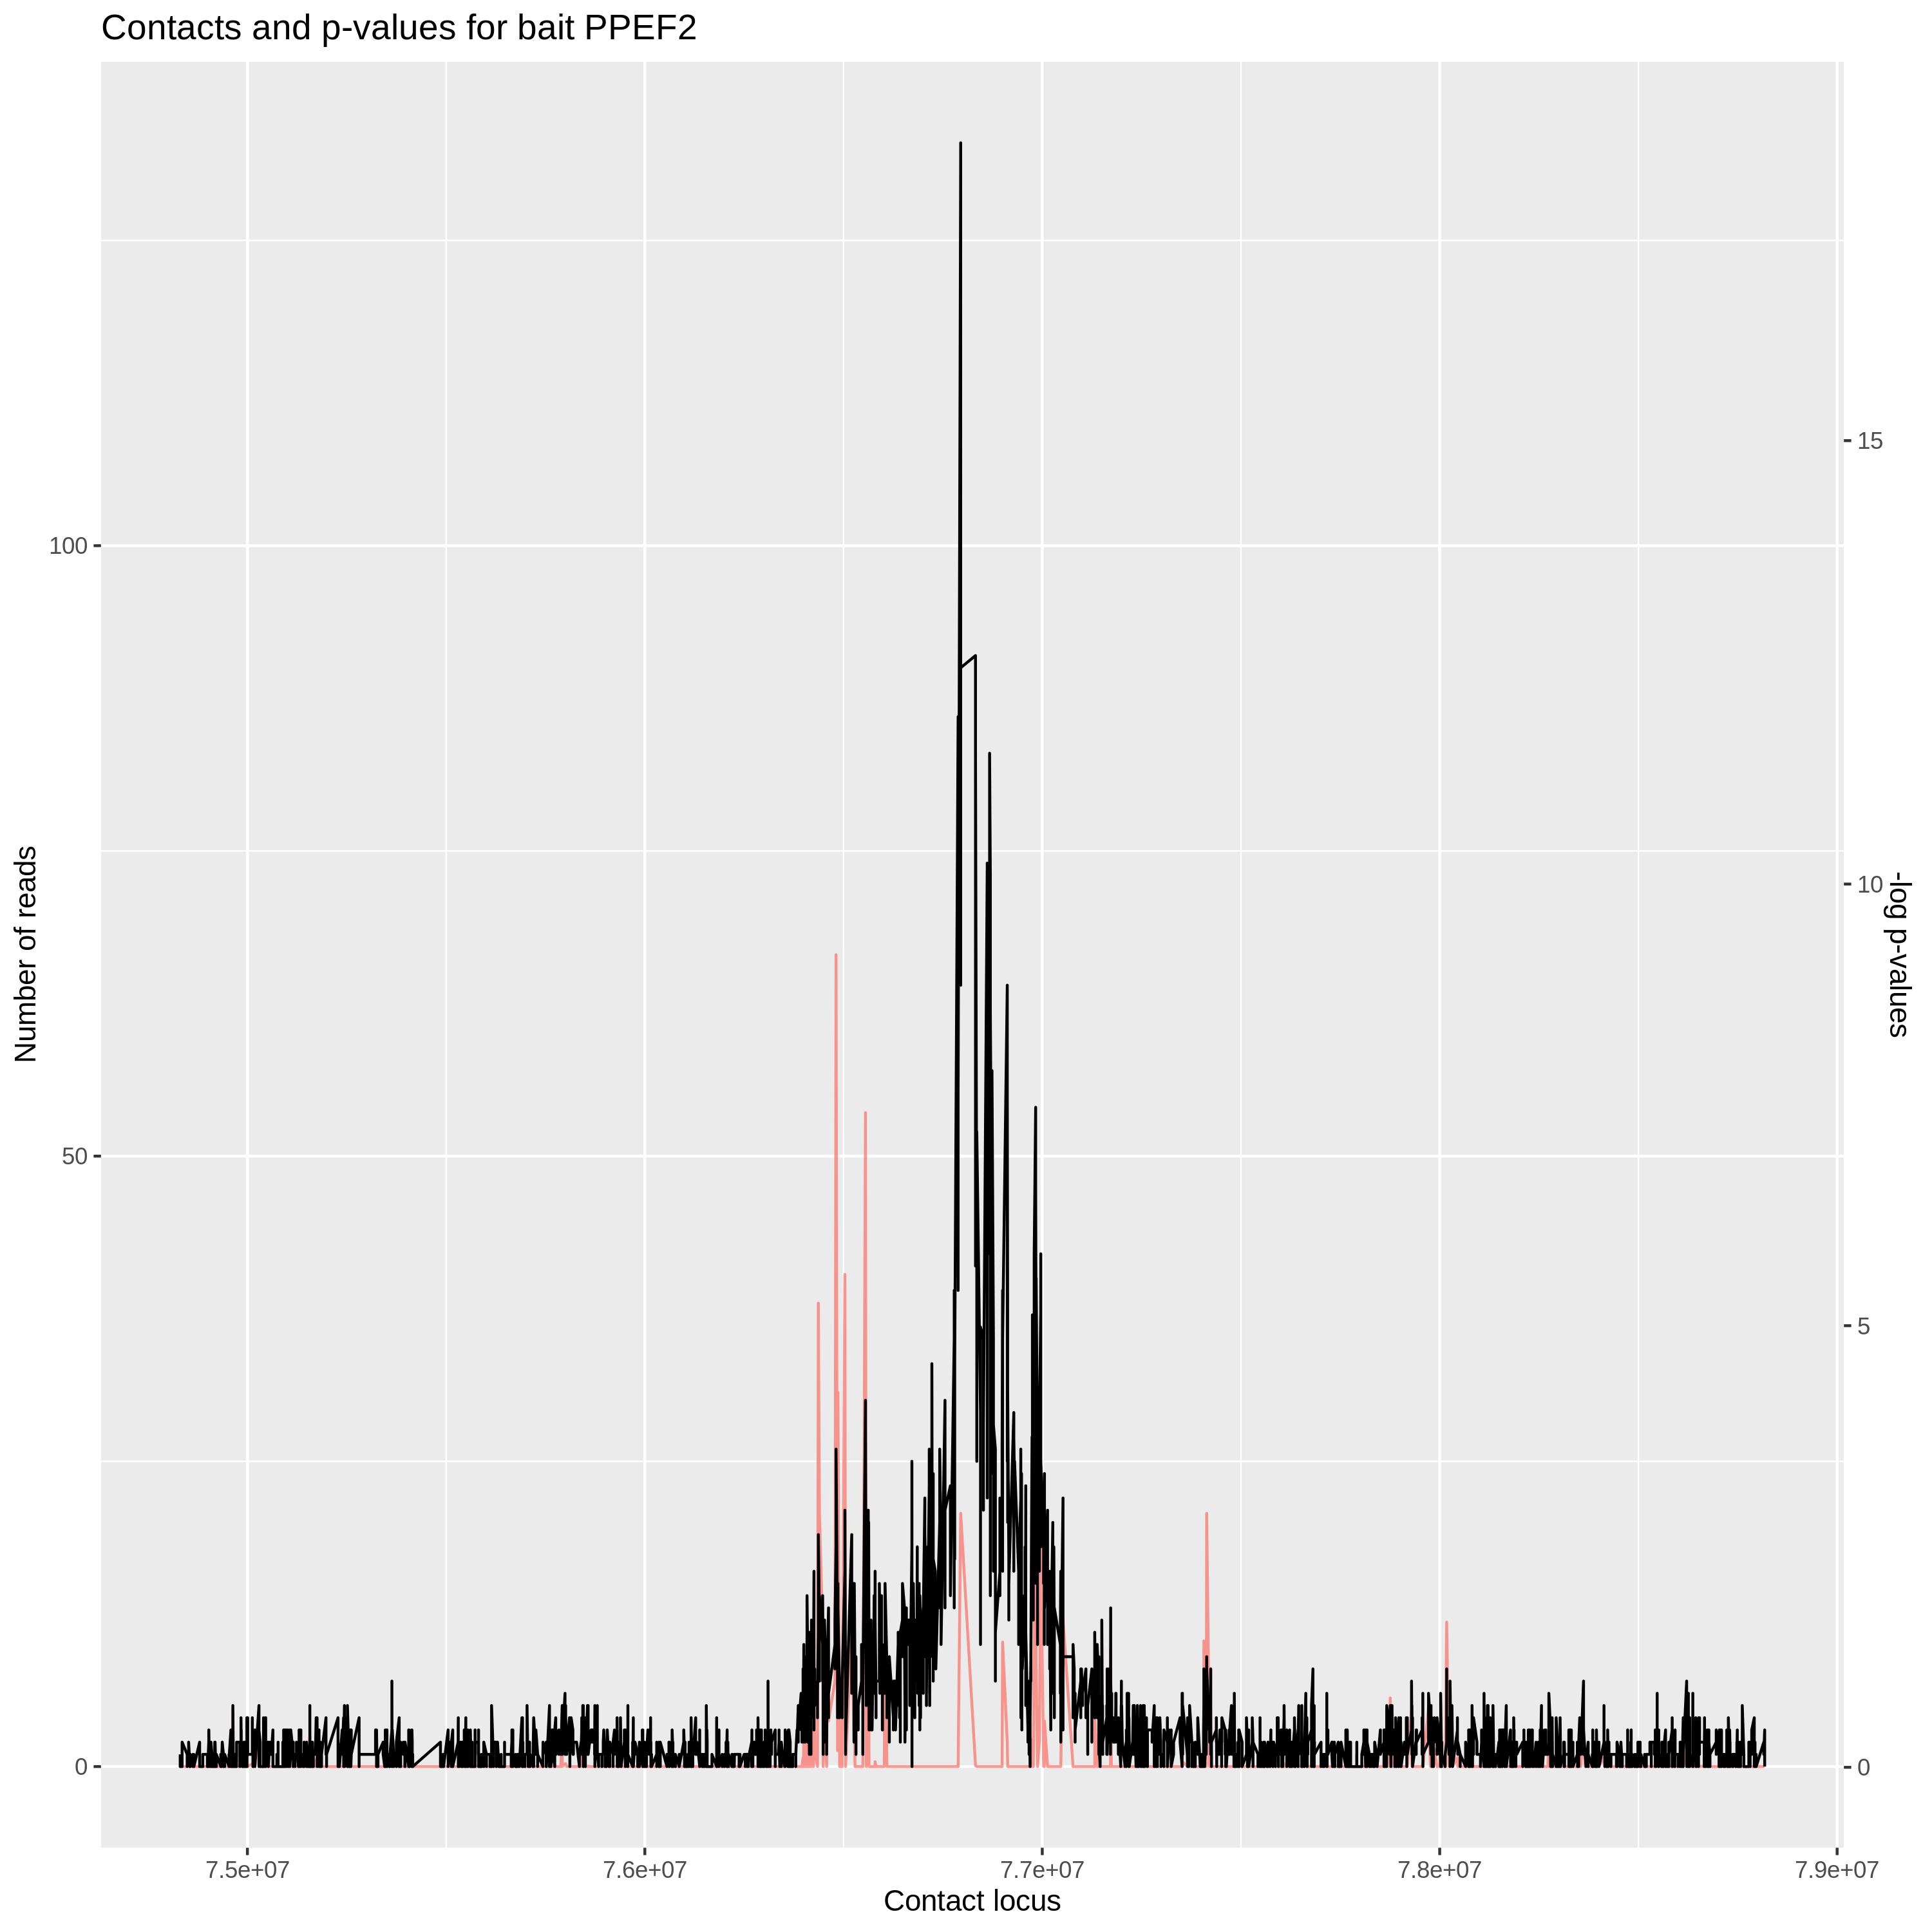 Contacts and p-values for bait PPEF2
Number of reads
100
50
0
15
10
5
0
-log p-values
7.5e+07
7.6e+07
7.7e+07
7.8e+07
7.9e+07
Contact locus